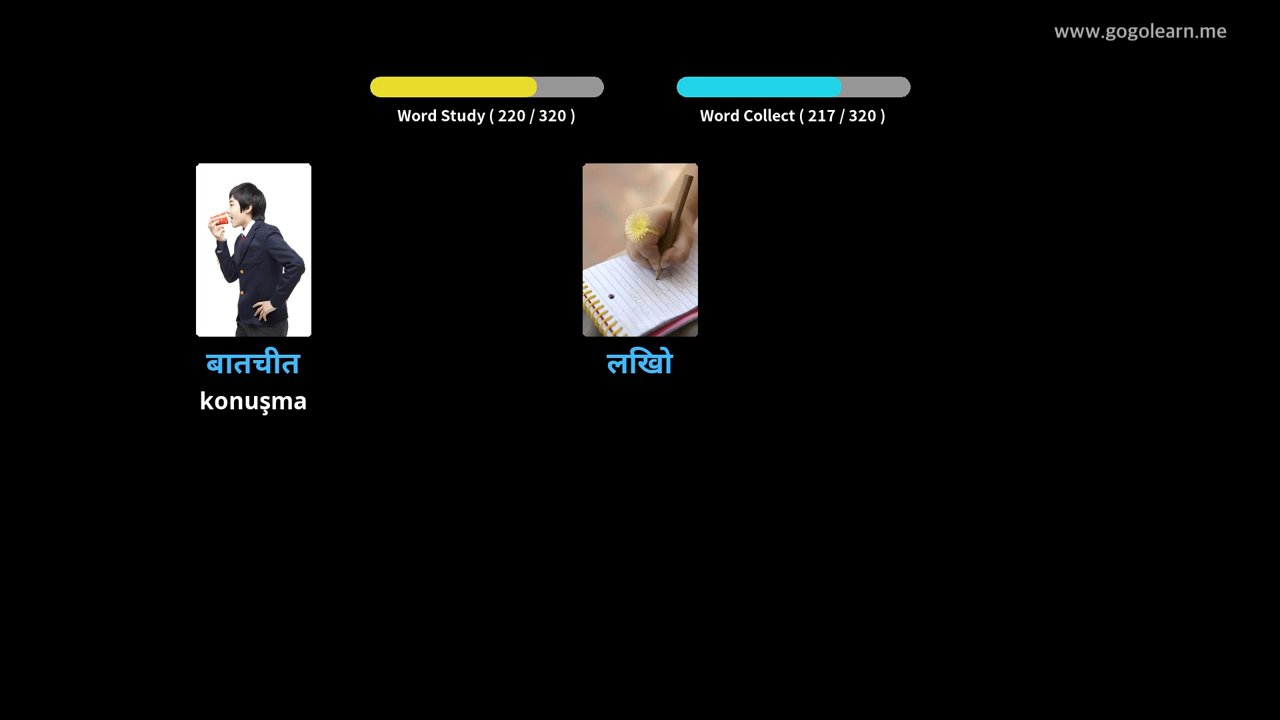 www.gogolearn.me
Word Study ( 220 / 320 )
Word Collect ( 217 / 320 )
बातचीत
लिखो
konuşma